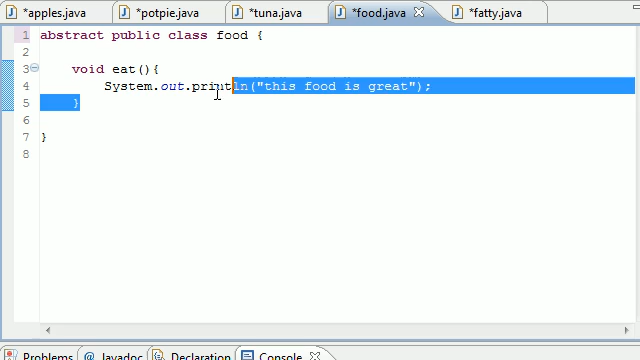 *apples.java *potpie.java *tuna.java *food.java *fatty.java
1 abstract public class food {
2
3 void eat(){
4 System.out.println("this food is great");
5 }
6
7 }
8
Problems @ Javadoc Declaration Console